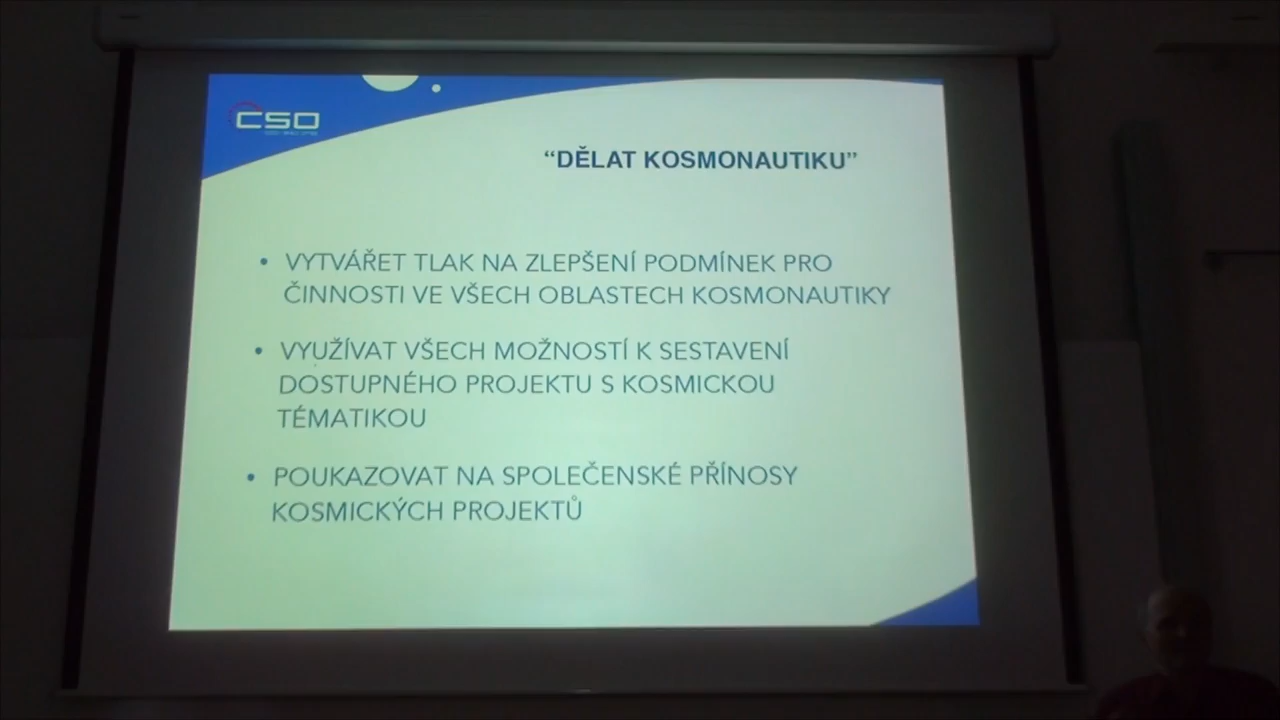 CSO
“DĚLAT KOSMONAUTIKU”
• VYTVÁŘET TLAK NA ZLEPŠENÍ PODMÍNEK PRO
ČINNOSTI VE VŠECH OBLASTECH KOSMONAUTIKY
• VYUŽÍVAT VŠECH MOŽNOSTÍ K SESTAVENÍ
DOSTUPNÉHO PROJEKTU S KOSMICKOU
TÉMATIKOU
• POUKAZOVAT NA SPOLEČENSKÉ PŘÍNOSY
KOSMICKÝCH PROJEKTŮ